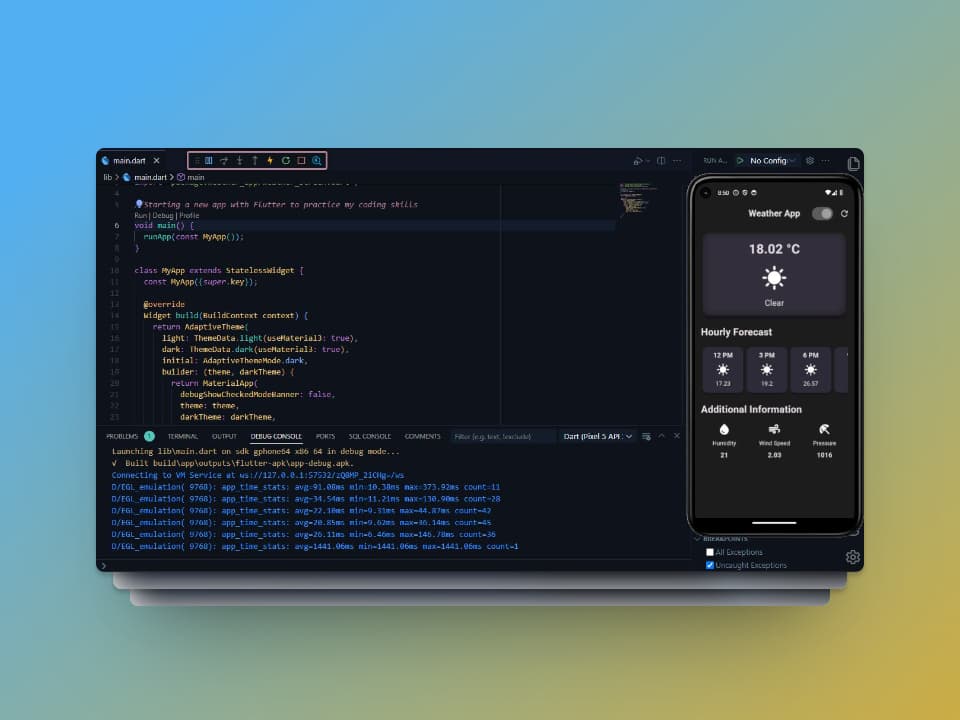 main.dart
RUN A...
No Config
lib > main.dart > main
4
5 Starting a new app with Flutter to practice my coding skills
Run | Debug | Profile
6 void main() {
7 runApp(const MyApp());
8 }
9
10 class MyApp extends StatelessWidget {
11 const MyApp({super.key});
12
13 @override
14 Widget build(BuildContext context) {
15 return AdaptiveTheme(
16 light: ThemeData.light(useMaterial3: true),
17 dark: ThemeData.dark(useMaterial3: true),
18 initial: AdaptiveThemeMode.dark,
19 builder: (theme, darkTheme) {
20 return MaterialApp(
21 debugShowCheckedModeBanner: false,
22 theme: theme,
23 darkTheme: darkTheme,
PROBLEMS 1 TERMINAL OUTPUT DEBUG CONSOLE PORTS SQL CONSOLE COMMENTS
Filter (e.g. text, !exclude)
Dart (Pixel 5 API
Launching lib\main.dart on sdk gphone64 x86 64 in debug mode...
√ Built build\app\outputs\flutter-apk\app-debug.apk.
Connecting to VM Service at ws://127.0.0.1:57532/zQ8MP_21CHg=/ws
D/EGL_emulation( 9768): app_time_stats: avg=91.08ms min=10.38ms max=373.92ms count=11
D/EGL_emulation( 9768): app_time_stats: avg=34.54ms min=11.21ms max=130.90ms count=28
D/EGL_emulation( 9768): app_time_stats: avg=22.10ms min=9.31ms max=44.87ms count=42
D/EGL_emulation( 9768): app_time_stats: avg=20.85ms min=9.62ms max=36.14ms count=45
D/EGL_emulation( 9768): app_time_stats: avg=26.11ms min=6.46ms max=146.78ms count=36
D/EGL_emulation( 9768): app_time_stats: avg=1441.06ms min=1441.06ms max=1441.06ms count=1
8:50
Weather App
18.02 °C
Clear
Hourly Forecast
12 PM 3 PM 6 PM
17.23 19.2 26.57
Additional Information
Humidity Wind Speed Pressure
21 2.03 1016
BREAKPOINTS
All Exceptions
Uncaught Exceptions